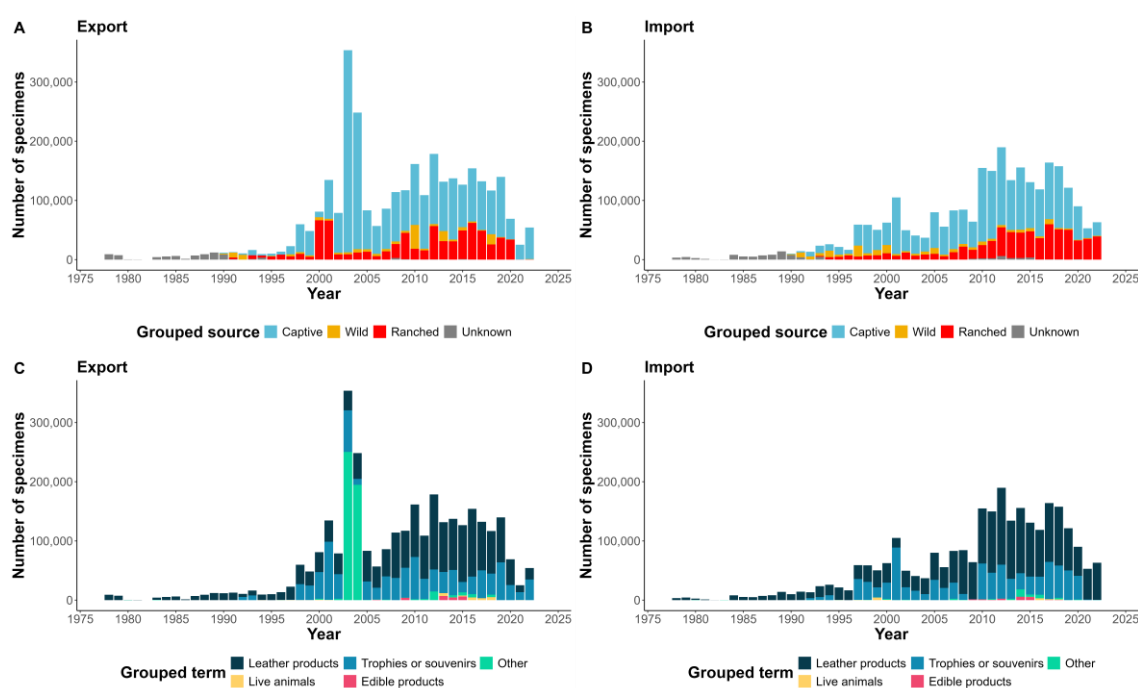 A Export
Number of specimens
300,000
200,000
100,000
0
1975 1980 1985 1990 1995 2000 2005 2010 2015 2020 2025
Year
Grouped source Captive Wild Ranched Unknown
B Import
Number of specimens
300,000
200,000
100,000
0
1975 1980 1985 1990 1995 2000 2005 2010 2015 2020 2025
Year
Grouped source Captive Wild Ranched Unknown
C Export
Number of specimens
300,000
200,000
100,000
0
1975 1980 1985 1990 1995 2000 2005 2010 2015 2020 2025
Year
Grouped term Leather products Trophies or souvenirs Other
Live animals Edible products
D Import
Number of specimens
300,000
200,000
100,000
0
1975 1980 1985 1990 1995 2000 2005 2010 2015 2020 2025
Year
Grouped term Leather products Trophies or souvenirs Other
Live animals Edible products